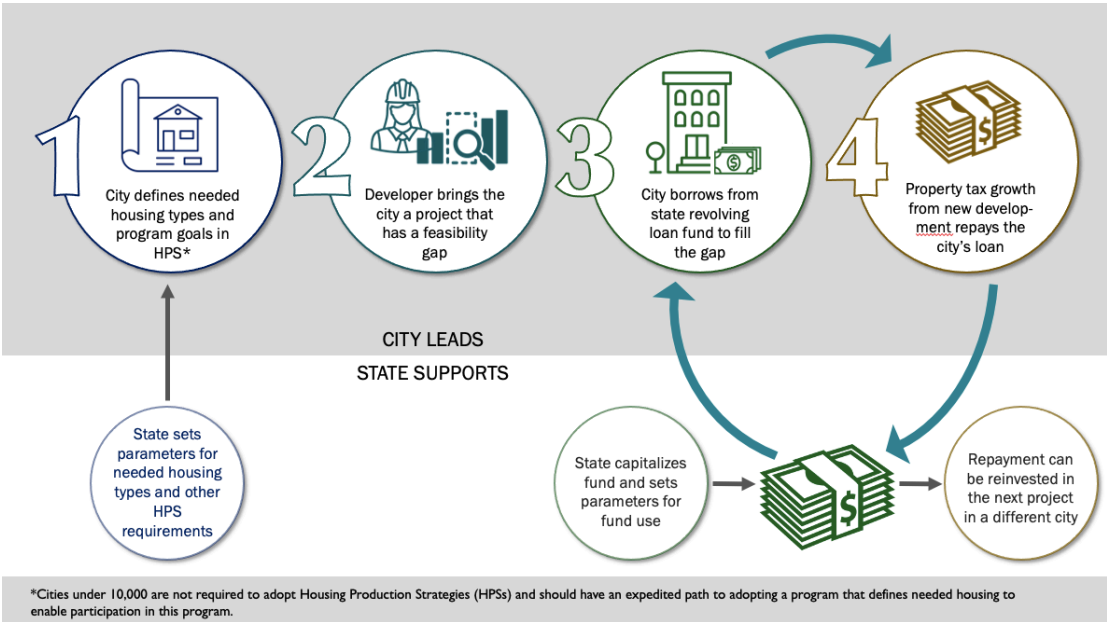 1
City defines needed
housing types and
program goals in
HPS*
2
Developer brings the
city a project that
has a feasibility
gap
3
City borrows from
state revolving
loan fund to fill
the gap
4
Property tax growth
from new develop-
ment repays the
city's loan
CITY LEADS
STATE SUPPORTS
State sets
parameters for
needed housing
types and other
HPS
requirements
State capitalizes
fund and sets
parameters for
fund use
$
Repayment can
be reinvested in
the next project
in a different city
*Cities under 10,000 are not required to adopt Housing Production Strategies (HPSs) and should have an expedited path to adopting a program that defines needed housing to
enable participation in this program.